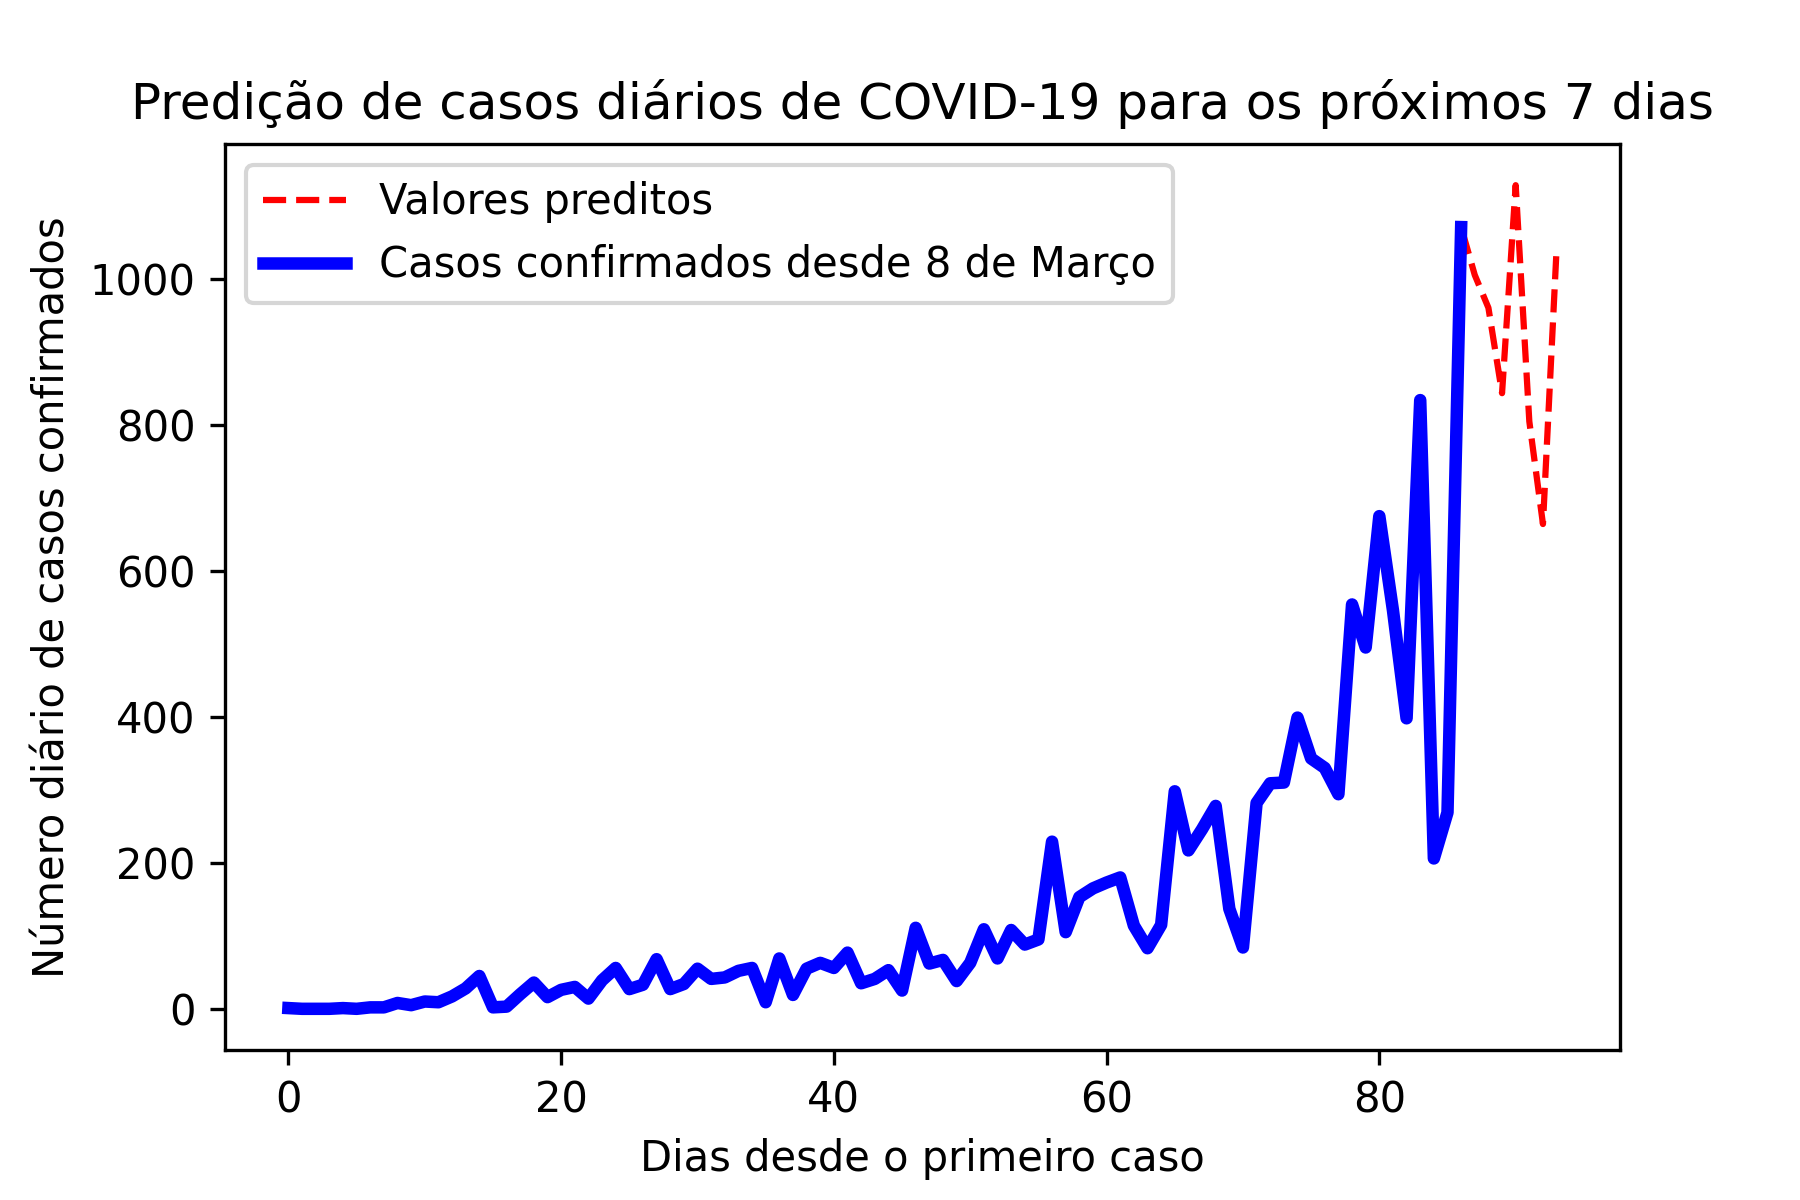 Predição de casos diários de COVID-19 para os próximos 7 dias
Valores preditos
Casos confirmados desde 8 de Março
Número diário de casos confirmados
1000
800
600
400
200
0
0 20 40 60 80
Dias desde o primeiro caso